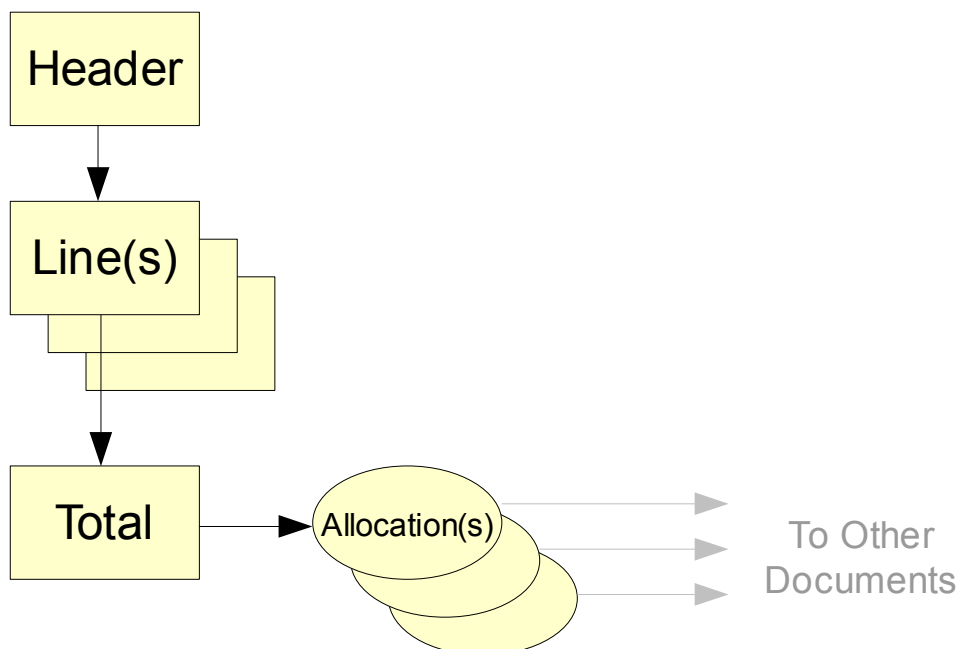 Header
Line(s)
Total
Allocation(s)
To Other
Documents